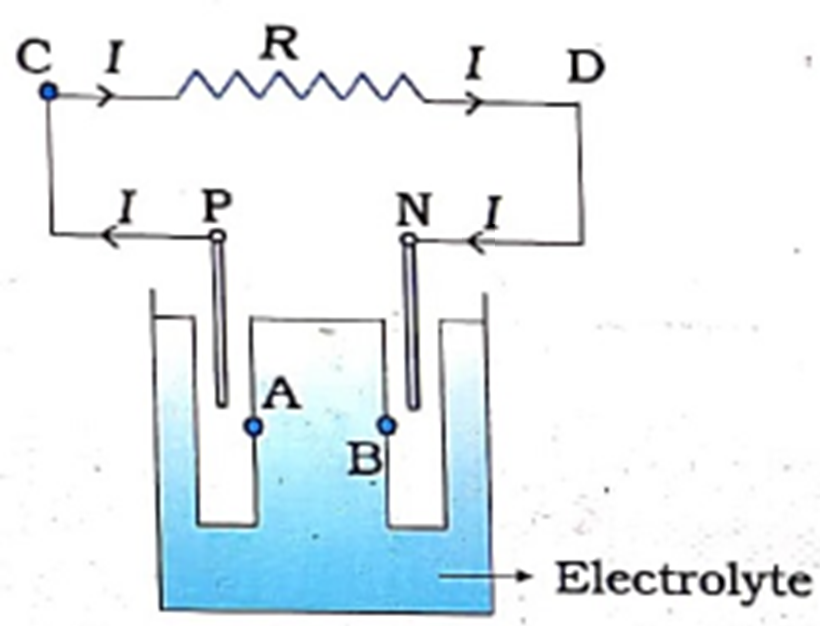 C I R I D
I P N I
A
B
Electrolyte